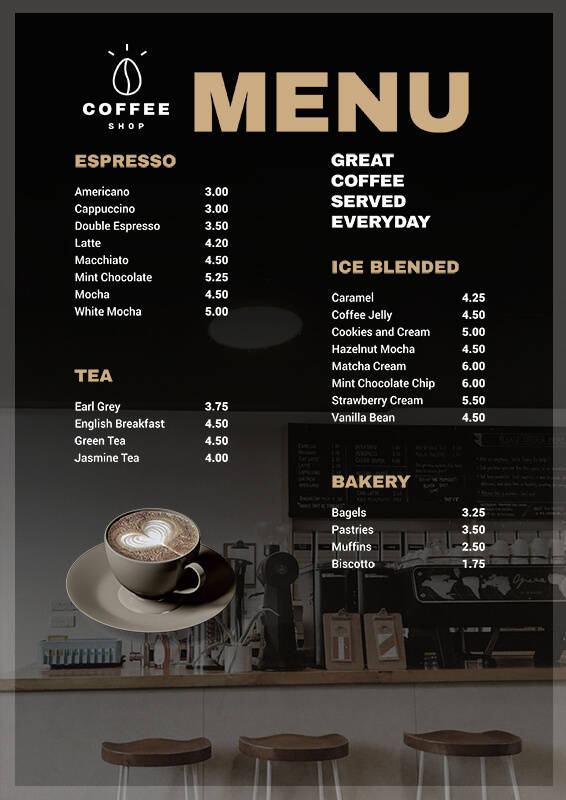 COFFEE
SHOP
MENU
ESPRESSO
Americano 3.00
Cappuccino 3.00
Double Espresso 3.50
Latte 4.20
Macchiato 4.50
Mint Chocolate 5.25
Mocha 4.50
White Mocha 5.00
TEA
Earl Grey 3.75
English Breakfast 4.50
Green Tea 4.50
Jasmine Tea 4.00
GREAT
COFFEE
SERVED
EVERYDAY
ICE BLENDED
Caramel 4.25
Coffee Jelly 4.50
Cookies and Cream 5.00
Hazelnut Mocha 4.50
Matcha Cream 6.00
Mint Chocolate Chip 6.00
Strawberry Cream 5.50
Vanilla Bean 4.50
BAKERY
Bagels 3.25
Pastries 3.50
Muffins 2.50
Biscotto 1.75